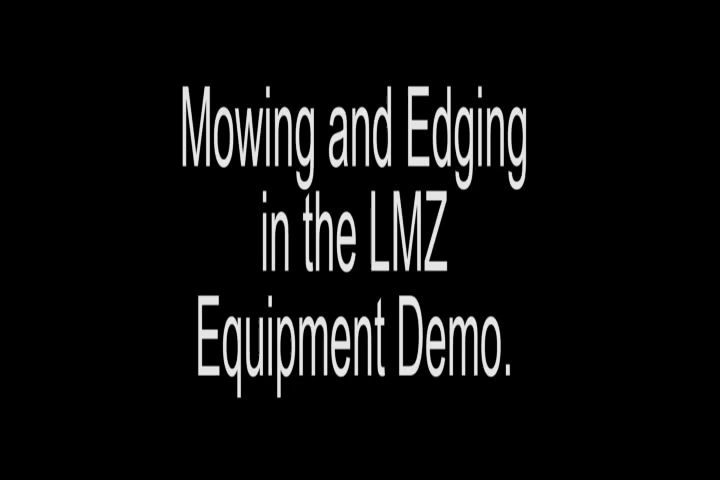 Mowing and Edging
in the LMZ
Equipment Demo.